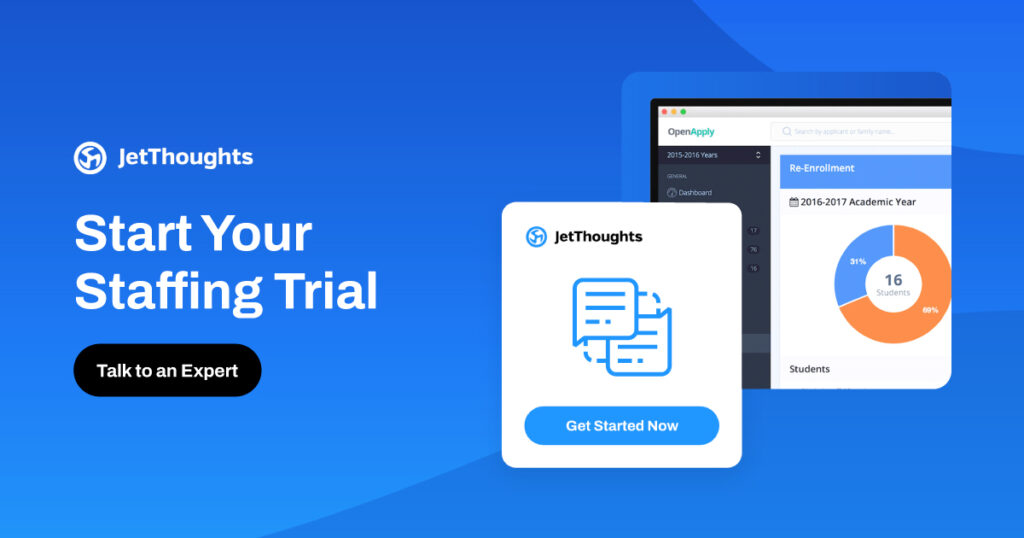 JetThoughts
Start Your
Staffing Trial
Talk to an Expert
JetThoughts
Get Started Now
OpenApply
Search by applicant or family name...
2015-2016 Years
GENERAL
Dashboard
17
76
16
Re-Enrollment
2016-2017 Academic Year
31%
16
Students
69%
Students